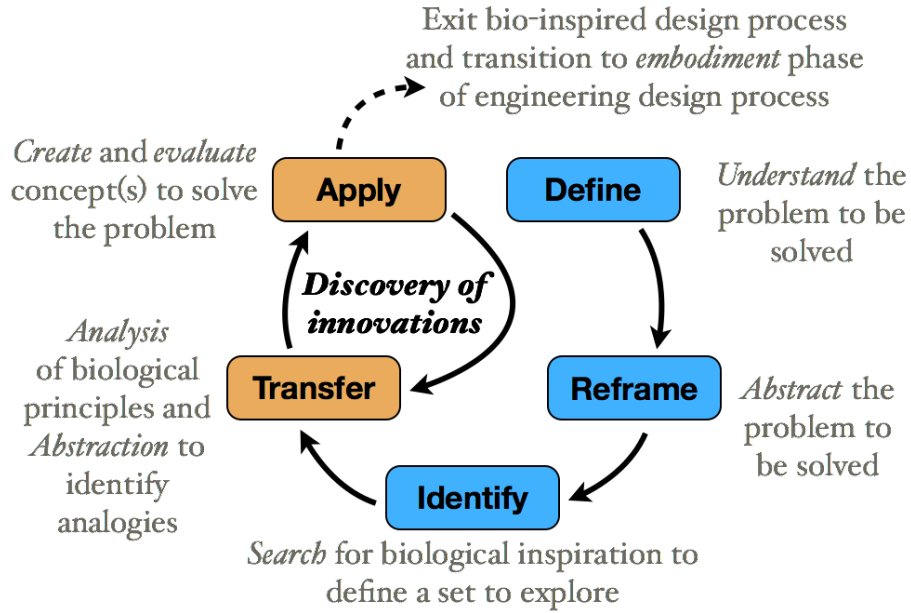 Exit bio-inspired design process
and transition to embodiment phase
of engineering design process
Create and evaluate
concept(s) to solve
the problem
Apply
Define
Understand the
problem to be
solved
Discovery of
innovations
Analysis
of biological
principles and
Abstraction to
identify
analogies
Transfer
Reframe
Abstract the
problem to
be solved
Identify
Search for biological inspiration to
define a set to explore